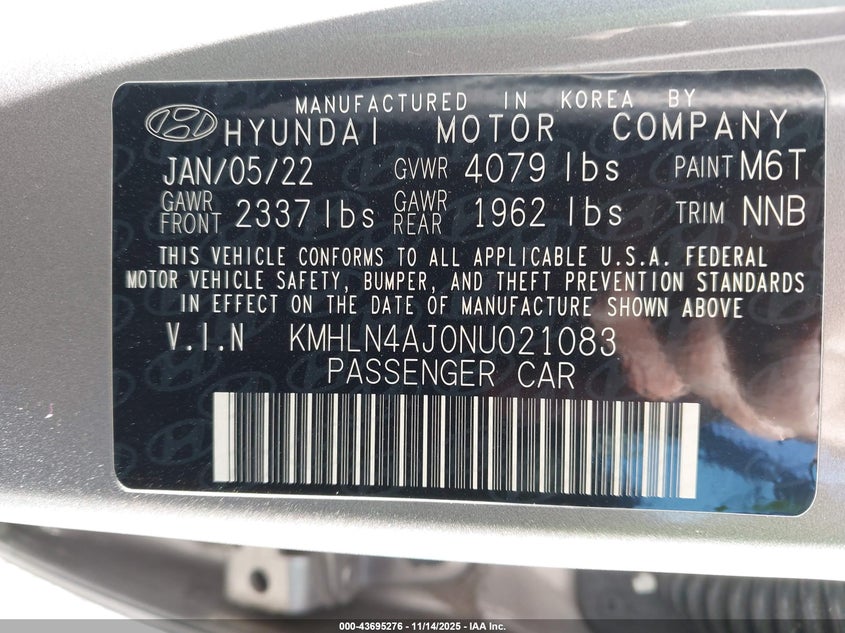 MANUFACTURED IN KOREA BY
HYUNDAI MOTOR COMPANY
JAN/05/22 GVWR 4079 lbs PAINT M6T
GAWR FRONT 2337 lbs GAWR REAR 1962 lbs TRIM NNB
THIS VEHICLE CONFORMS TO ALL APPLICABLE U.S.A. FEDERAL
MOTOR VEHICLE SAFETY, BUMPER, AND THEFT PREVENTION STANDARDS
IN EFFECT ON THE DATE OF MANUFACTURE SHOWN ABOVE
V.I.N KMHLN4AJ0NU021083
PASSENGER CAR
000-43695276 - 11/14/2025 - IAA Inc.